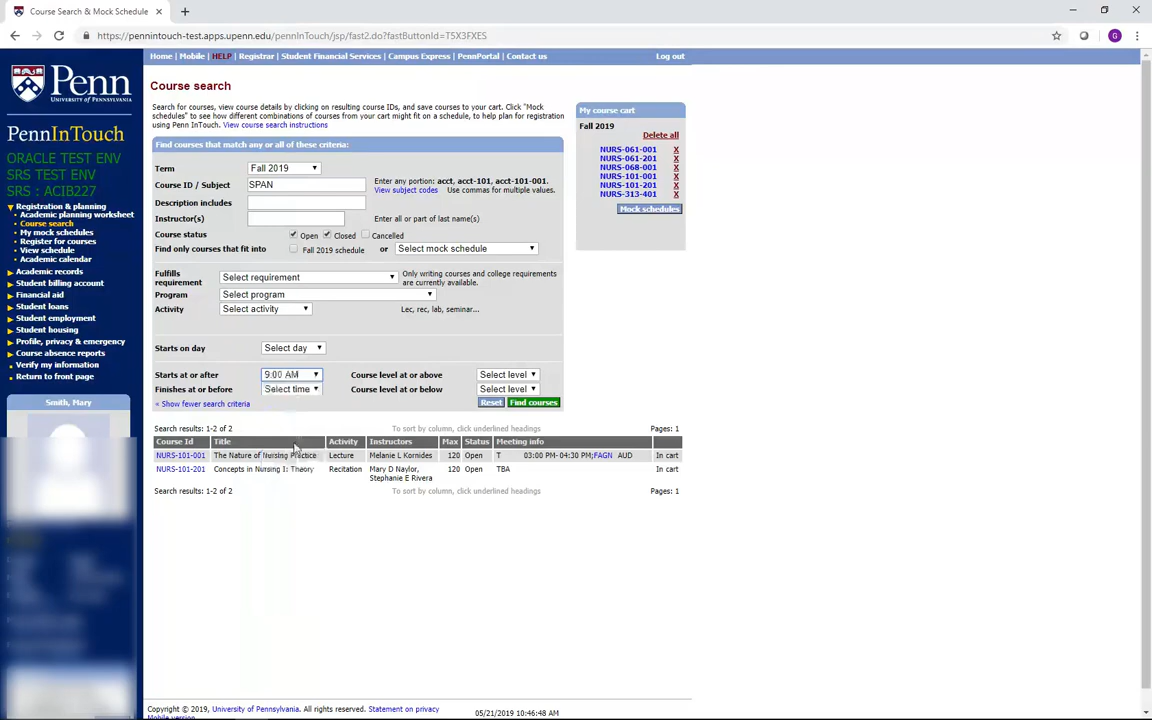 Course Search & Mock Schedule
https://pennintouch-test.apps.upenn.edu/pennInTouch/jsp/fast2.do?fastButtonId=T5X3FXES
G
Penn
UNIVERSITY OF PENNSYLVANIA
PennINTOUCH
ORACLE TEST ENV
SRS TEST ENV
SRS : ACIB227
Registration & planning
Academic planning worksheet
Course search
My mock schedules
Register for courses
View schedule
Academic calendar
Academic records
Student billing account
Financial aid
Student loans
Student employment
Student housing
Profile, privacy & emergency
Course absence reports
Verify my information
Return to front page
Smith, Mary
Home | Mobile | HELP | Registrar | Student Financial Services | Campus Express | PennPortal | Contact us
Log out
Course search
Search for courses, view course details by clicking on resulting course IDs, and save courses to your cart. Click "Mock
schedules" to see how different combinations of courses from your cart might fit on a schedule, to help plan for registration
using Penn InTouch. View course search instructions
Find courses that match any or all of these criteria:
Term Fall 2019
Course ID / Subject SPAN Enter any portion: acct, acct-101, acct-101-001.
View subject codes Use commas for multiple values.
Description includes
Instructor(s) Enter all or part of last name(s)
Course status Open Closed Cancelled
Find only courses that fit into Fall 2019 schedule or Select mock schedule
Fulfills requirement Select requirement Only writing courses and college requirements
are currently available.
Program Select program
Activity Select activity Lec, rec, lab, seminar...
Starts on day Select day
Starts at or after 9:00 AM Course level at or above Select level
Finishes at or before Select time Course level at or below Select level
« Show fewer search criteria Reset Find courses
Search results: 1-2 of 2 To sort by column, click underlined headings Pages: 1
Course Id Title Activity Instructors Max Status Meeting info
NURS-101-001 The Nature of Nursing Practice Lecture Melanie L Kornides 120 Open T 03:00 PM- 04:30 PM;FAGN AUD In cart
NURS-101-201 Concepts in Nursing I: Theory Recitation Mary D Naylor, 120 Open TBA In cart
Stephanie E Rivera
Search results: 1-2 of 2 To sort by column, click underlined headings Pages: 1
My course cart
Fall 2019
Delete all
NURS-061-001 X
NURS-061-201 X
NURS-068-001 X
NURS-101-001 X
NURS-101-201 X
NURS-313-401 X
Mock schedules
Copyright © 2019, University of Pennsylvania. All rights reserved. Statement on privacy
Mobile version
05/21/2019 10:46:48 AM